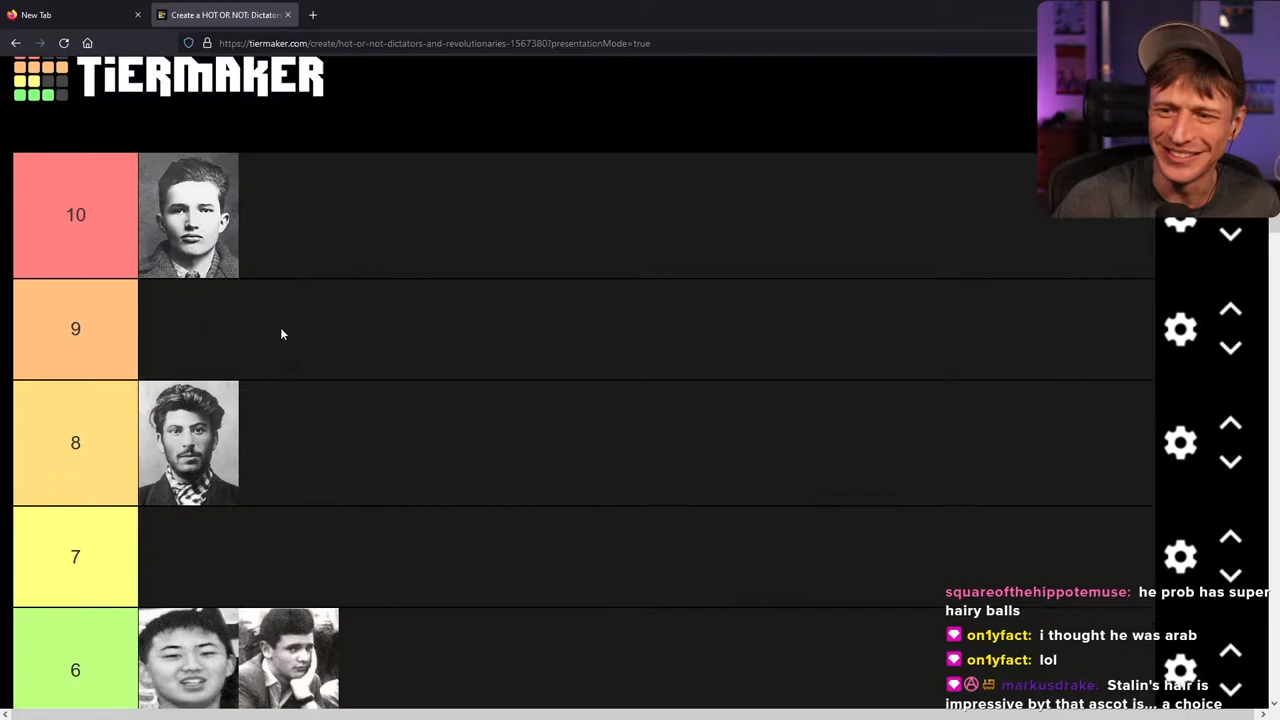 New Tab
Create a HOT OR NOT: Dictator
https://tiermaker.com/create/hot-or-not-dictators-and-revolutionaries-1567380?presentationMode=true
TiERMAKER
10
9
8
7
squareofthehippotemuse: he prob has super
hairy balls
on1yfact: i thought he was arab
on1yfact: lol
6
markusdrake: Stalin's hair is
impressive byt that ascot is... a choice